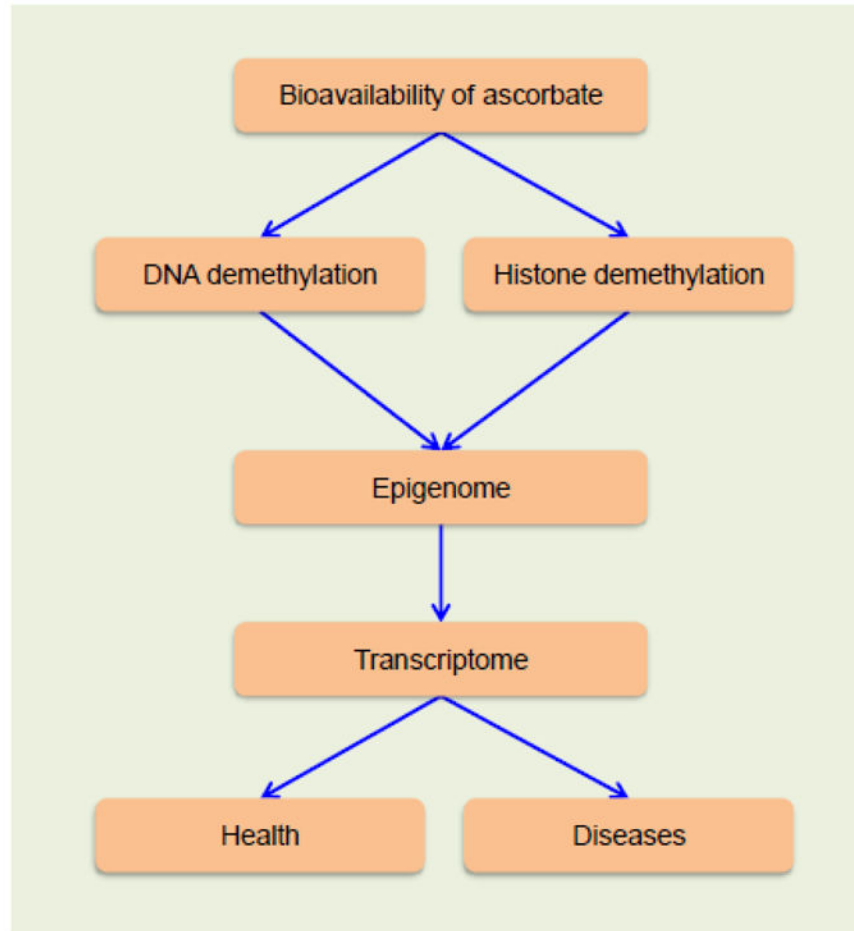 Bioavailability of ascorbate
DNA demethylation
Histone demethylation
Epigenome
Transcriptome
Health
Diseases